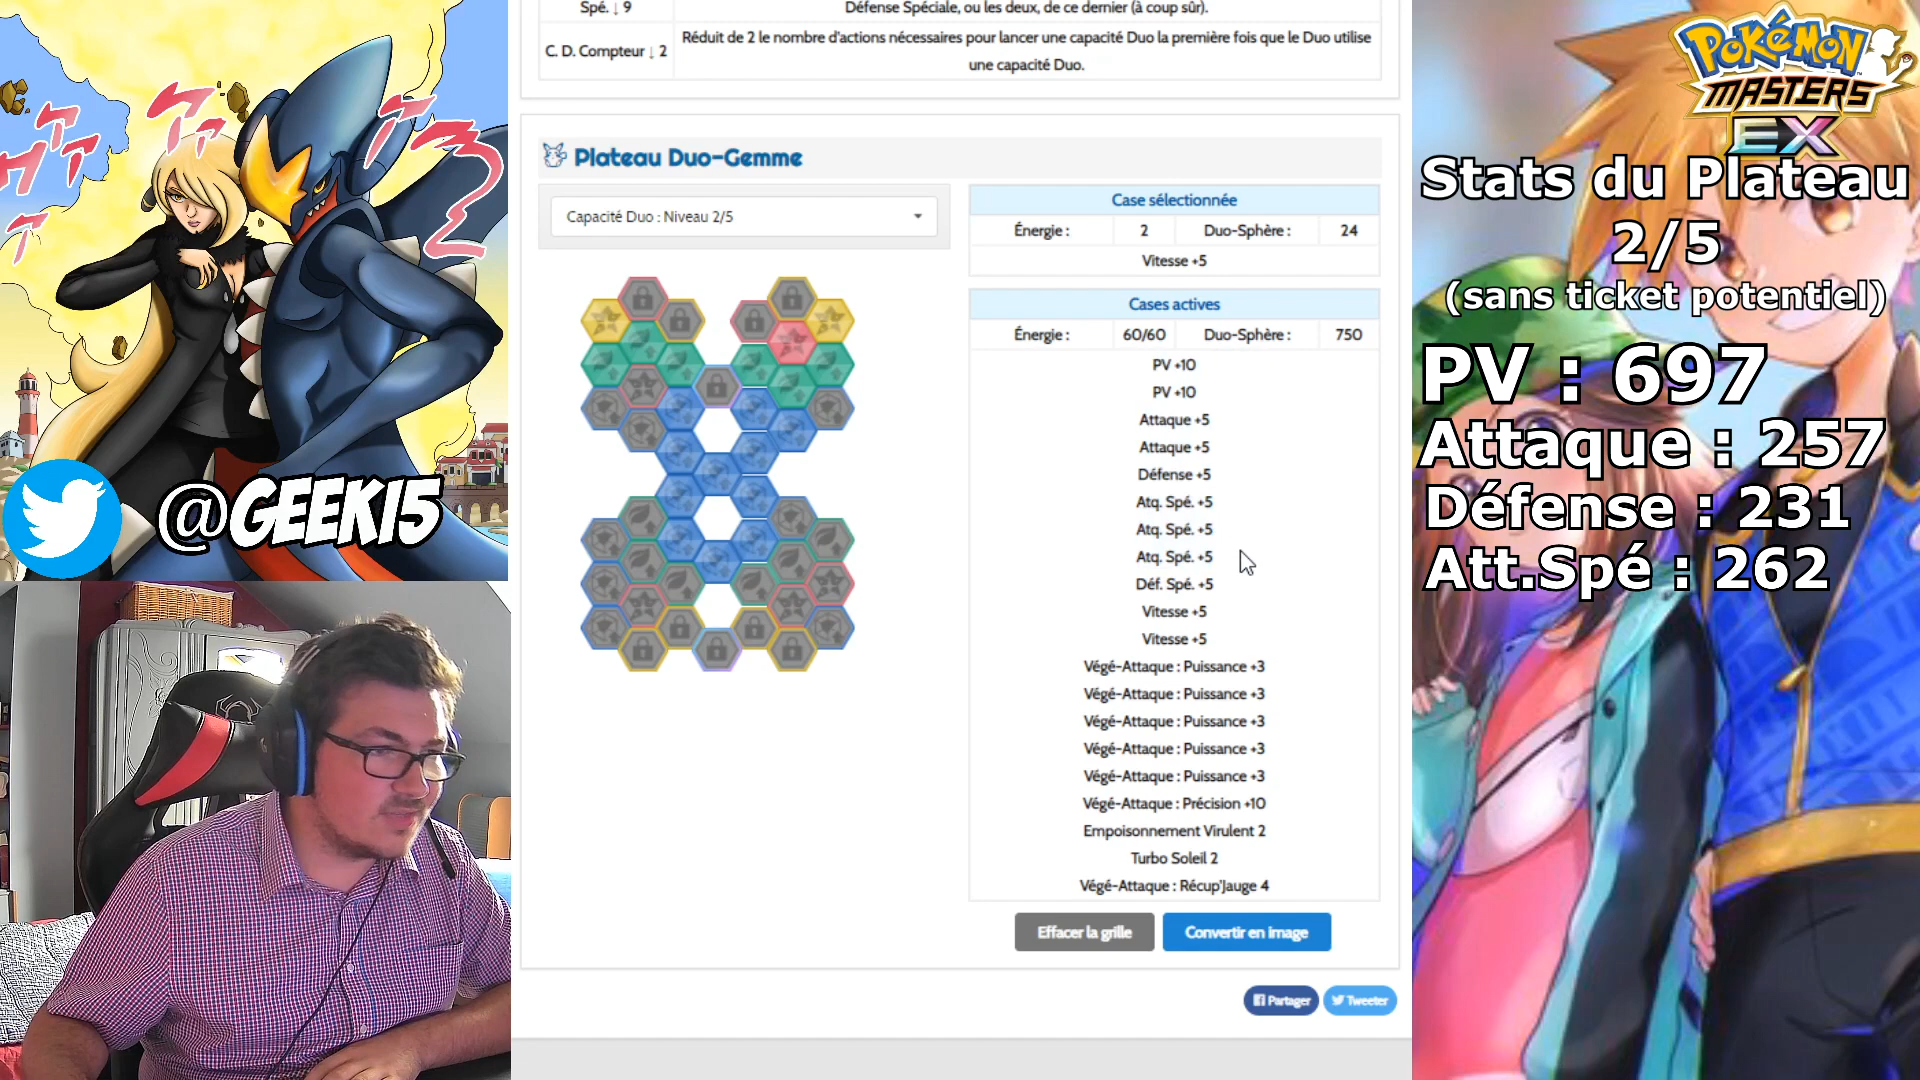 Spé. ↓ 9
Défense Spéciale, ou les deux, de ce dernier (à coup sûr).
C. D. Compteur ↓ 2
Réduit de 2 le nombre d'actions nécessaires pour lancer une capacité Duo la première fois que le Duo utilise
une capacité Duo.
Plateau Duo-Gemme
Capacité Duo : Niveau 2/5
Case sélectionnée
Énergie : 2 Duo-Sphère : 24
Vitesse +5
Cases actives
Énergie : 60/60 Duo-Sphère : 750
PV +10
PV +10
Attaque +5
Attaque +5
Défense +5
Atq. Spé. +5
Atq. Spé. +5
Atq. Spé. +5
Déf. Spé. +5
Vitesse +5
Vitesse +5
Végé-Attaque : Puissance +3
Végé-Attaque : Puissance +3
Végé-Attaque : Puissance +3
Végé-Attaque : Puissance +3
Végé-Attaque : Puissance +3
Végé-Attaque : Précision +10
Empoisonnement Virulent 2
Turbo Soleil 2
Végé-Attaque : Récup'Jauge 4
Effacer la grille
Convertir en image
Partager
Tweeter
@GEEKI5
POKéMON
MASTERS
EX
Stats du Plateau
2/5
(sans ticket potentiel)
PV : 697
Attaque : 257
Défense : 231
Att.Spé : 262